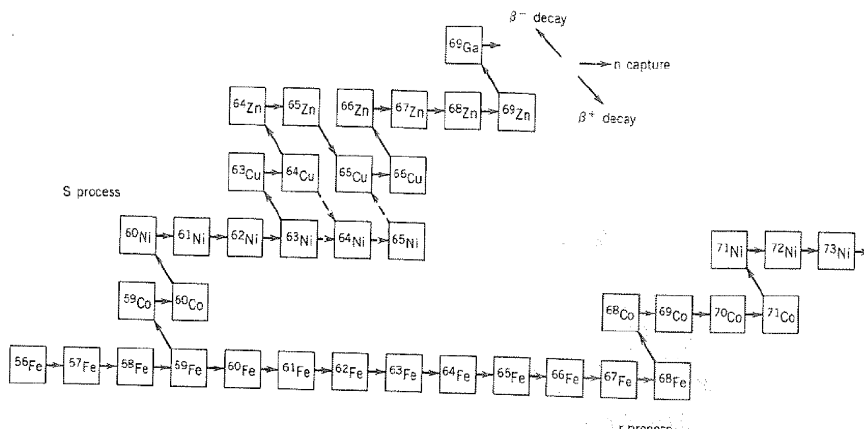 β⁻ decay
⁶⁹Ga
n capture
⁶⁴Zn ⁶⁵Zn ⁶⁶Zn ⁶⁷Zn ⁶⁸Zn ⁶⁹Zn
β⁺ decay
⁶³Cu ⁶⁴Cu ⁶⁵Cu ⁶⁶Cu
S process
⁶⁰Ni ⁶¹Ni ⁶²Ni ⁶³Ni ⁶⁴Ni ⁶⁵Ni
⁷¹Ni ⁷²Ni ⁷³Ni
⁵⁹Co ⁶⁰Co
⁶⁸Co ⁶⁹Co ⁷⁰Co ⁷¹Co
⁵⁶Fe ⁵⁷Fe ⁵⁸Fe ⁵⁹Fe ⁶⁰Fe ⁶¹Fe ⁶²Fe ⁶³Fe ⁶⁴Fe ⁶⁵Fe ⁶⁶Fe ⁶⁷Fe ⁶⁸Fe